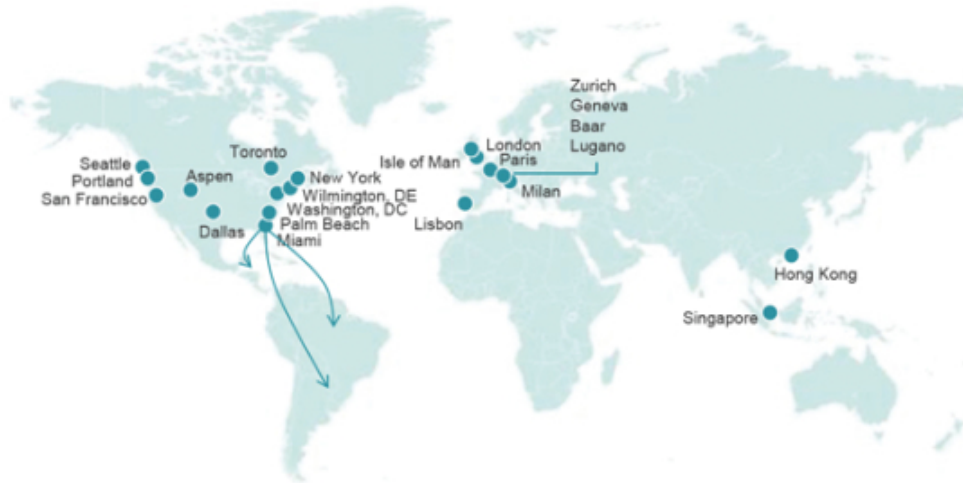 Zurich
Geneva
Baar
Lugano
London
Isle of Man
Paris
Milan
Lisbon
Seattle
Portland
San Francisco
Aspen
Toronto
New York
Wilmington, DE
Washington, DC
Dallas
Palm Beach
Miami
Hong Kong
Singapore